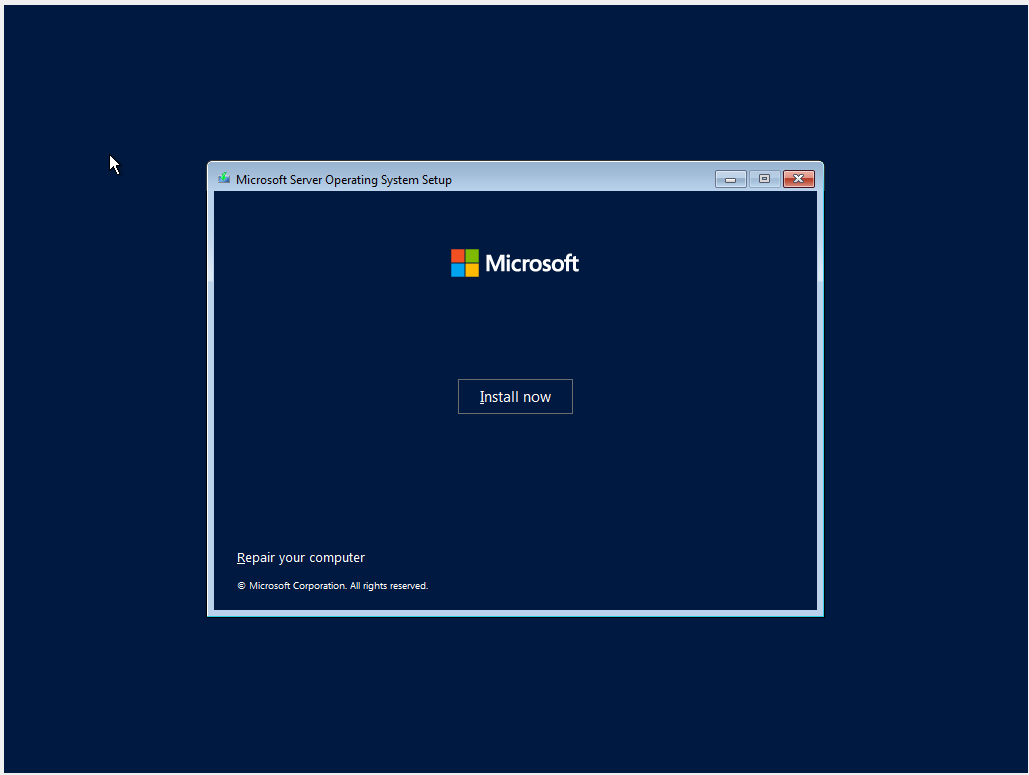 Microsoft Server Operating System Setup
Microsoft
Install now
Repair your computer
© Microsoft Corporation. All rights reserved.